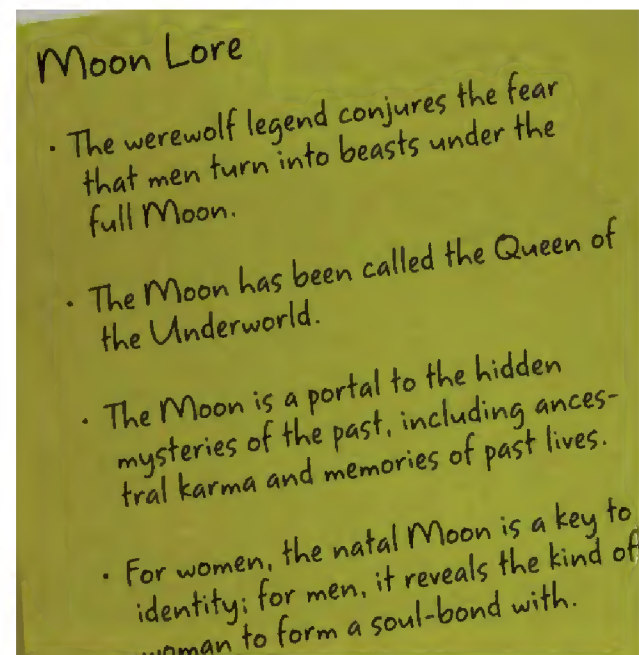 Moon Lore
· The werewolf legend conjures the fear
that men turn into beasts under the
full Moon.
· The Moon has been called the Queen of
the Underworld.
· The Moon is a portal to the hidden
mysteries of the past, including ances-
tral karma and memories of past lives.
· For women, the natal Moon is a key to
identity; for men, it reveals the kind of
woman to form a soul-bond with.